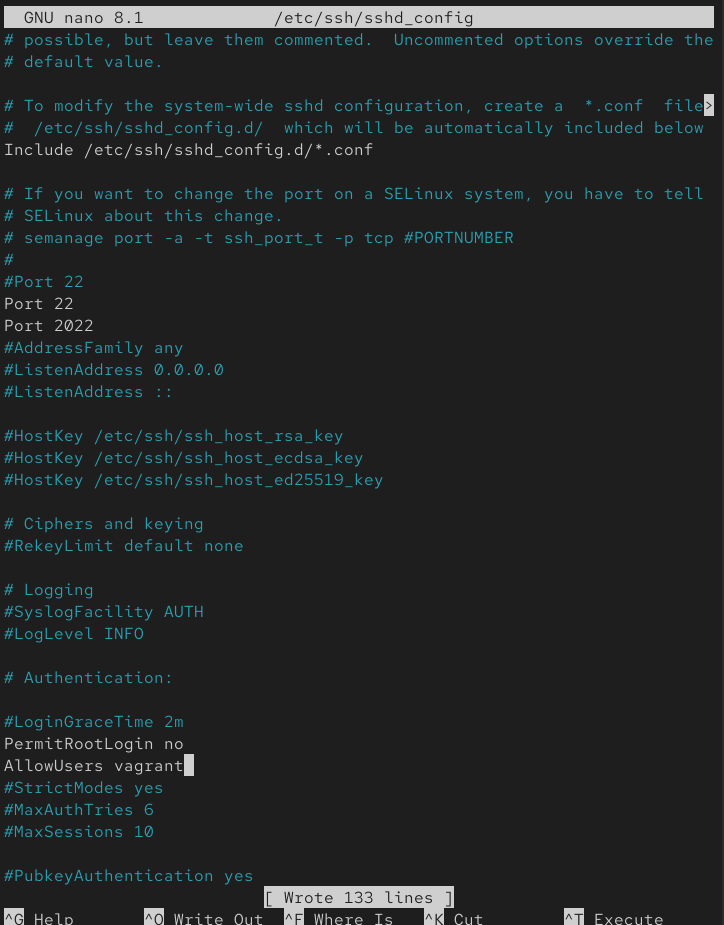 GNU nano 8.1 /etc/ssh/sshd_config
# possible, but leave them commented.  Uncommented options override the
# default value.
# To modify the system-wide sshd configuration, create a  *.conf  file>
#  /etc/ssh/sshd_config.d/  which will be automatically included below
Include /etc/ssh/sshd_config.d/*.conf
# If you want to change the port on a SELinux system, you have to tell
# SELinux about this change.
# semanage port -a -t ssh_port_t -p tcp #PORTNUMBER
#
#Port 22
Port 22
Port 2022
#AddressFamily any
#ListenAddress 0.0.0.0
#ListenAddress ::
#HostKey /etc/ssh/ssh_host_rsa_key
#HostKey /etc/ssh/ssh_host_ecdsa_key
#HostKey /etc/ssh/ssh_host_ed25519_key
# Ciphers and keying
#RekeyLimit default none
# Logging
#SyslogFacility AUTH
#LogLevel INFO
# Authentication:
#LoginGraceTime 2m
PermitRootLogin no
AllowUsers vagrant
#StrictModes yes
#MaxAuthTries 6
#MaxSessions 10
#PubkeyAuthentication yes
[ Wrote 133 lines ]
^G Help ^O Write Out ^F Where Is ^K Cut ^T Execute